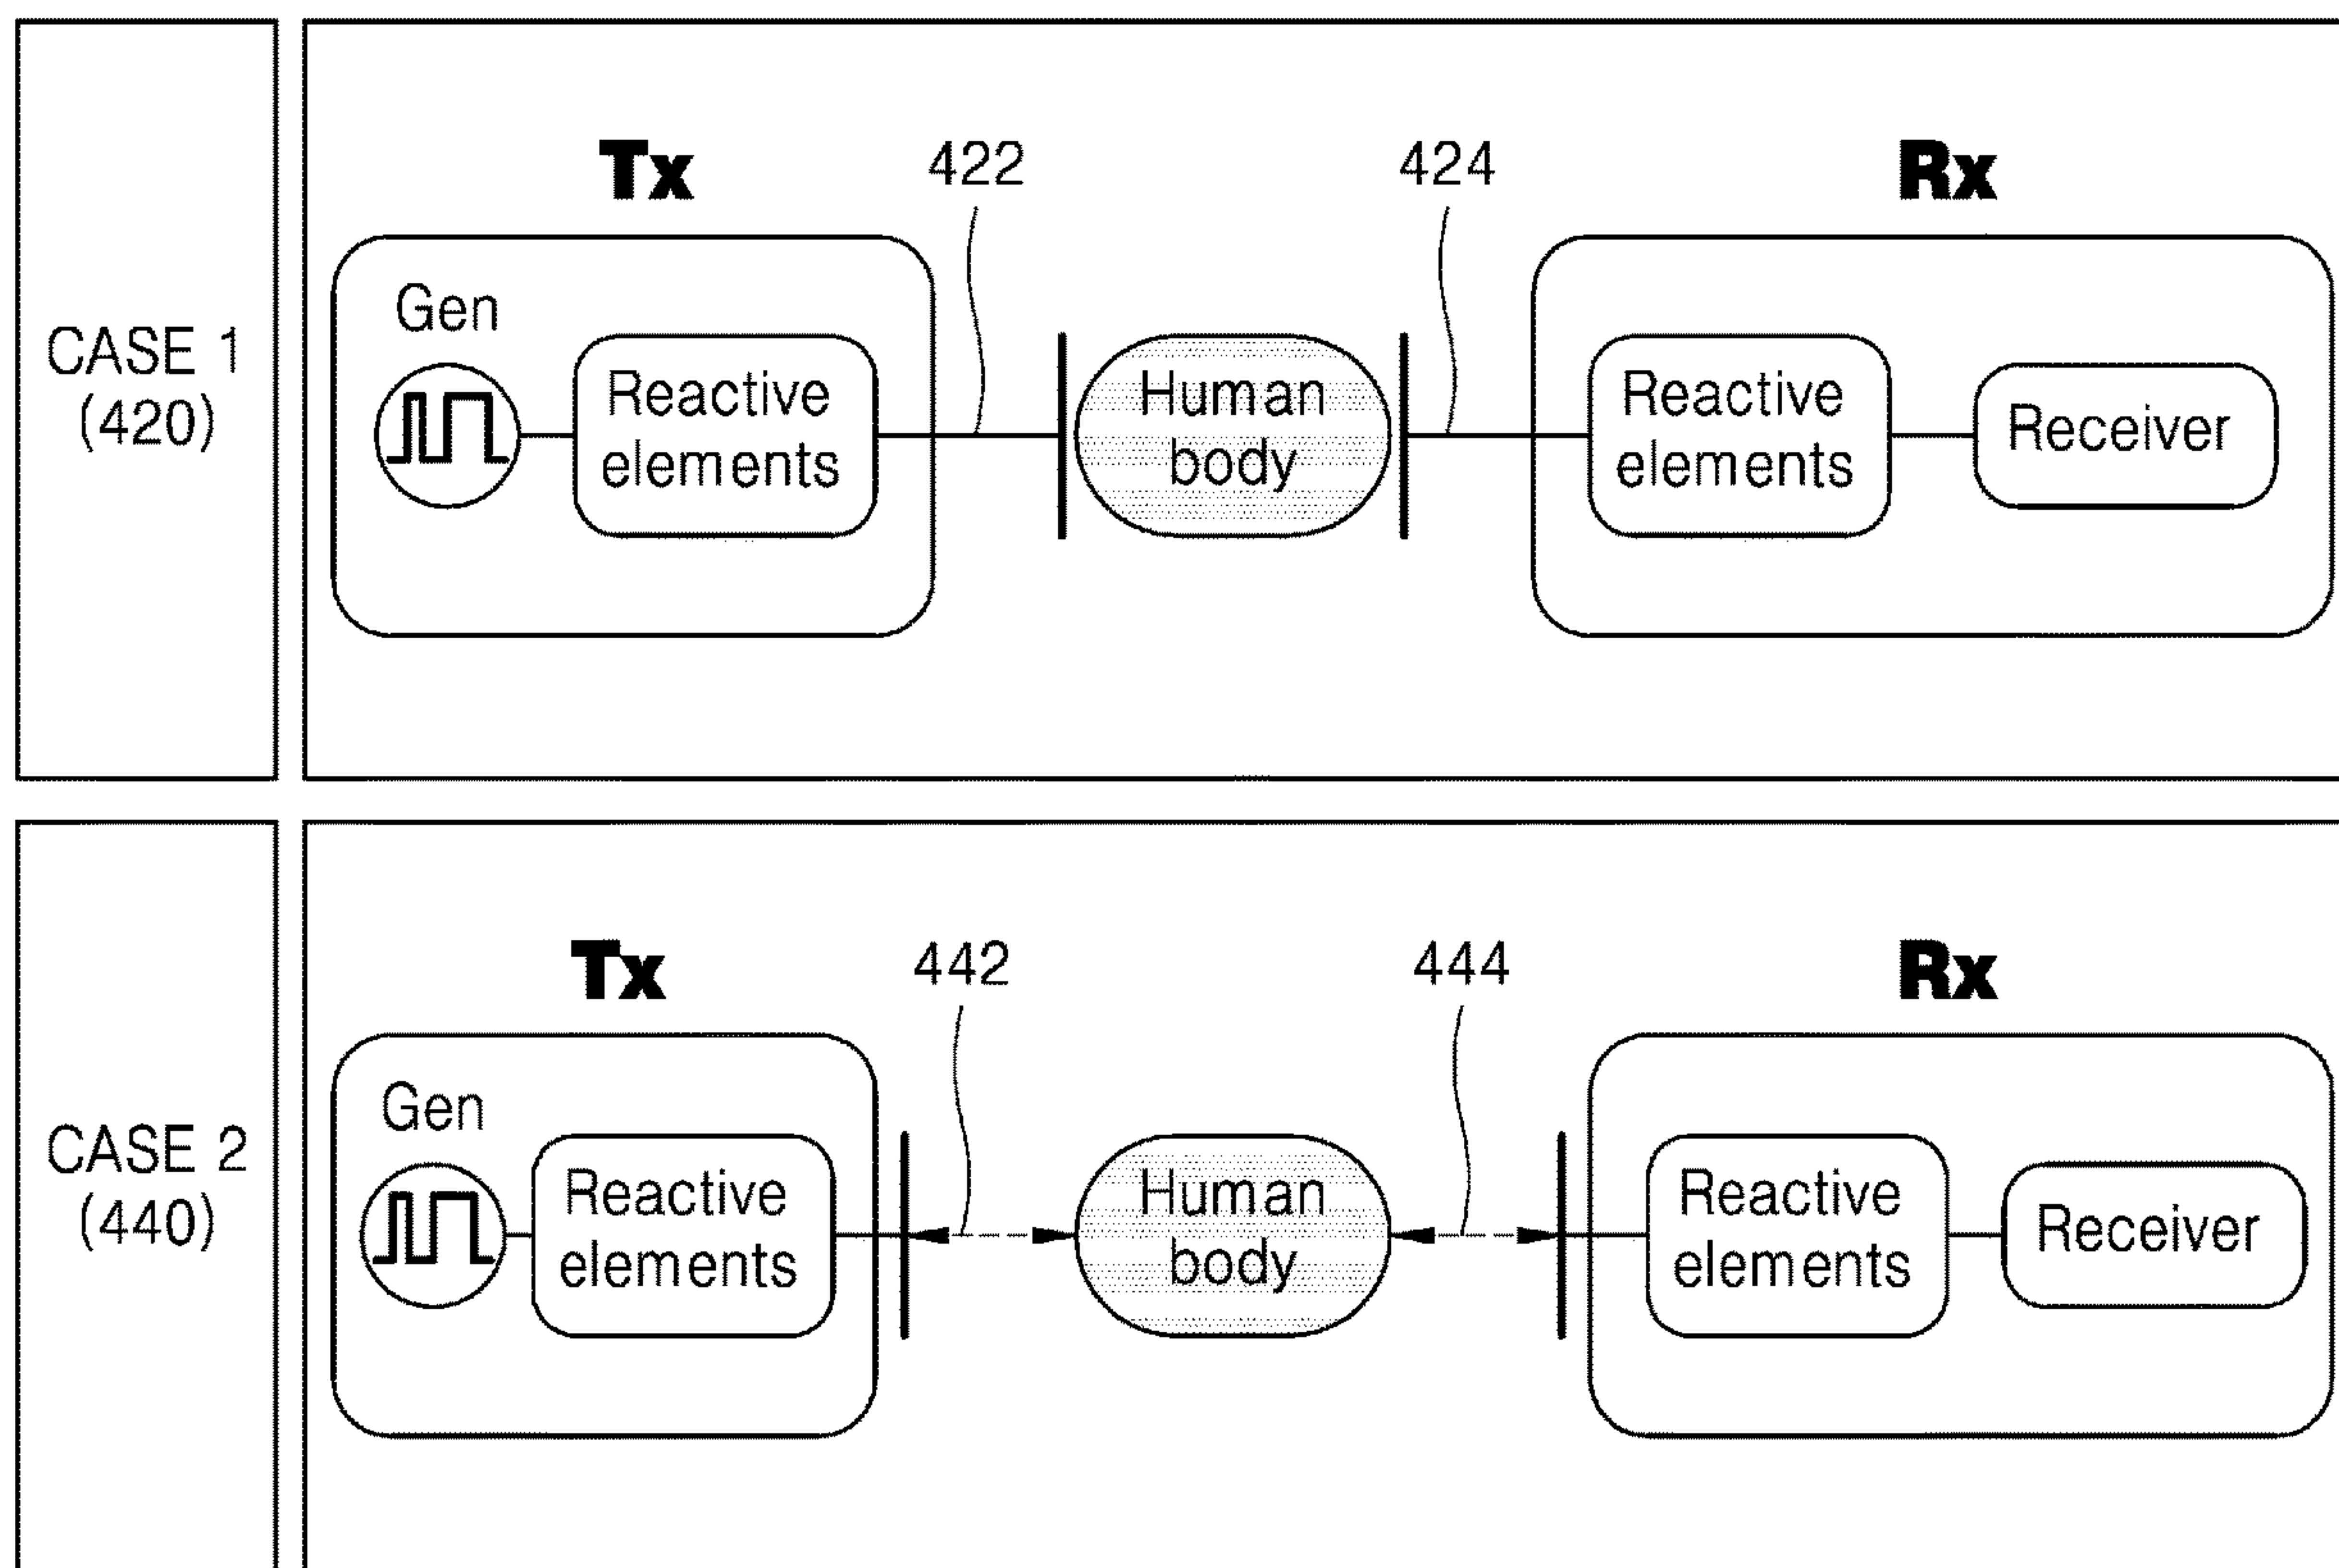 CASE 1
(420)
Tx
422
424
Rx
Gen
Reactive
elements
Human
body
Reactive
elements
Receiver
CASE 2
(440)
Tx
442
444
Rx
Gen
Reactive
elements
Human
body
Reactive
elements
Receiver